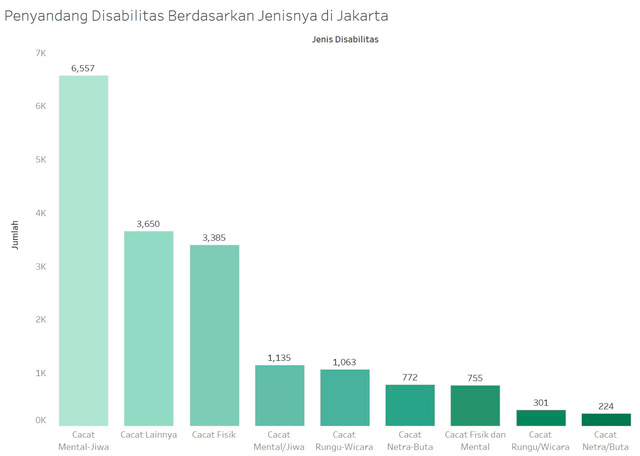 Penyandang Disabilitas Berdasarkan Jenisnya di Jakarta
Jenis Disabilitas
7K
6K
5K
4K
3K
2K
1K
0K
Jumlah
6,557
3,650
3,385
1,135
1,063
772
755
301
224
Cacat
Mental-Jiwa
Cacat Lainnya
Cacat Fisik
Cacat
Mental/Jiwa
Cacat
Rungu-Wicara
Cacat
Netra-Buta
Cacat Fisik dan
Mental
Cacat
Rungu/Wicara
Cacat
Netra/Buta